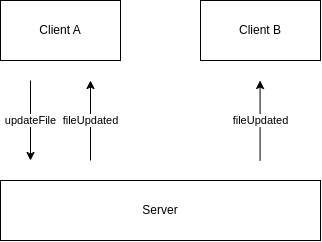 Client A
Client B
updateFile
fileUpdated
fileUpdated
Server